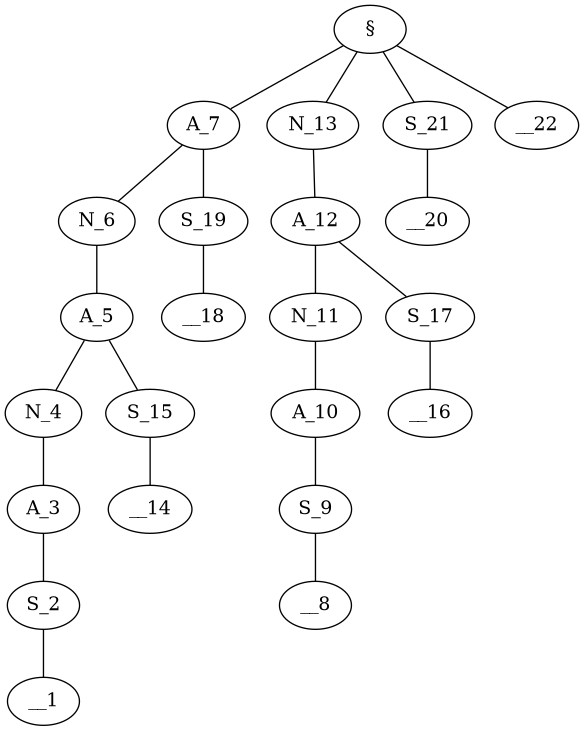 §
A_7 N_13 S_21 __22
N_6 S_19 A_12 __20
A_5 __18 N_11 S_17
N_4 S_15 A_10 __16
A_3 __14 S_9
S_2 __8
__1